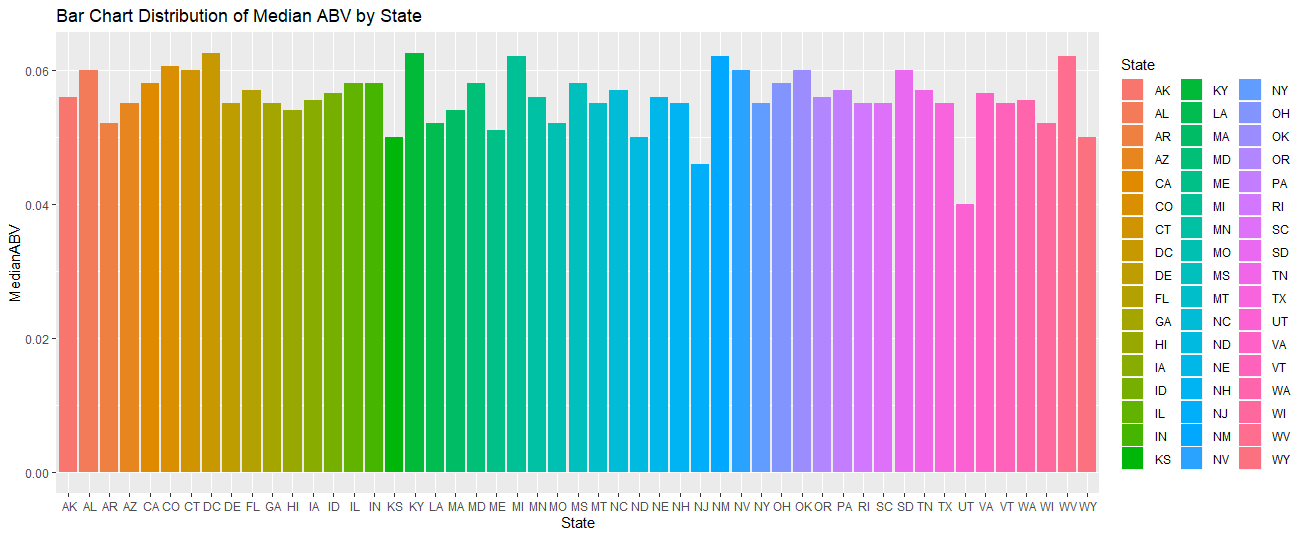 Bar Chart Distribution of Median ABV by State
MedianABV
0.06
0.04
0.02
0.00
AK AL AR AZ CA CO CT DC DE FL GA HI IA ID IL IN KS KY LA MA MD ME MI MN MO MS MT NC ND NE NH NJ NM NV NY OH OK OR PA RI SC SD TN TX UT VA VT WA WI WV WY
State
State
AK KY NY
AL LA OH
AR MA OK
AZ MD OR
CA ME PA
CO MI RI
CT MN SC
DC MO SD
DE MS TN
FL MT TX
GA NC UT
HI ND VA
IA NE VT
ID NH WA
IL NJ WI
IN NM WV
KS NV WY